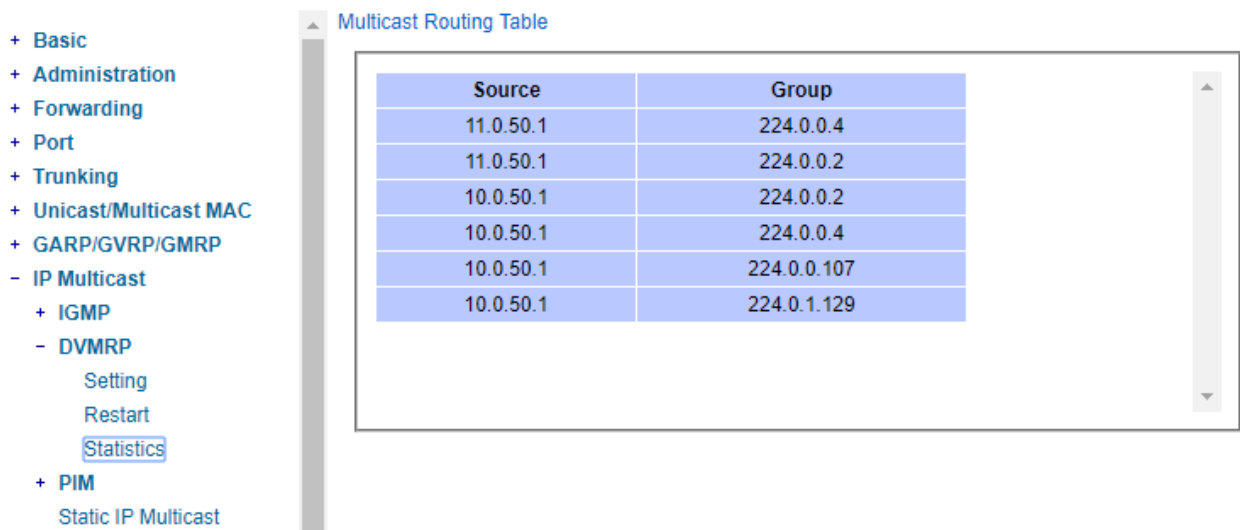 + Basic
+ Administration
+ Forwarding
+ Port
+ Trunking
+ Unicast/Multicast MAC
+ GARP/GVRP/GMRP
− IP Multicast
+ IGMP
− DVMRP
Setting
Restart
Statistics
+ PIM
Static IP Multicast
Multicast Routing Table
Source Group
11.0.50.1 224.0.0.4
11.0.50.1 224.0.0.2
10.0.50.1 224.0.0.2
10.0.50.1 224.0.0.4
10.0.50.1 224.0.0.107
10.0.50.1 224.0.1.129